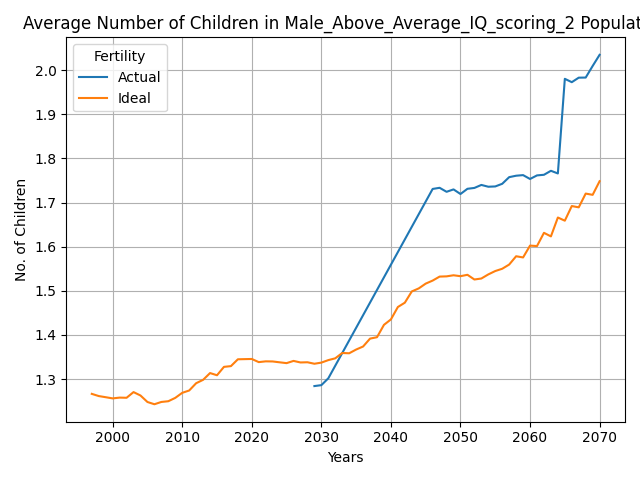 Average Number of Children in Male_Above_Average_IQ_scoring_2 Populat
Fertility
Actual
Ideal
No. of Children
2.0
1.9
1.8
1.7
1.6
1.5
1.4
1.3
2000 2010 2020 2030 2040 2050 2060 2070
Years